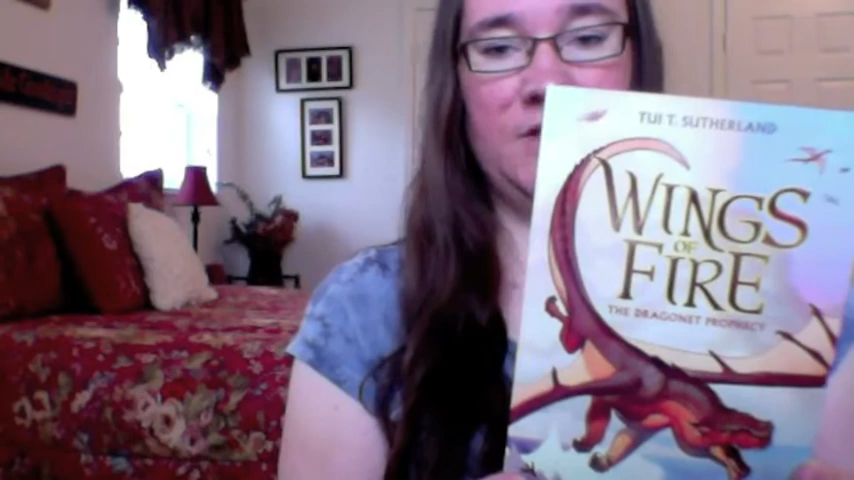 TUI T. SUTHERLAND
WINGS
OF
FIRE
THE DRAGONET PROPHECY